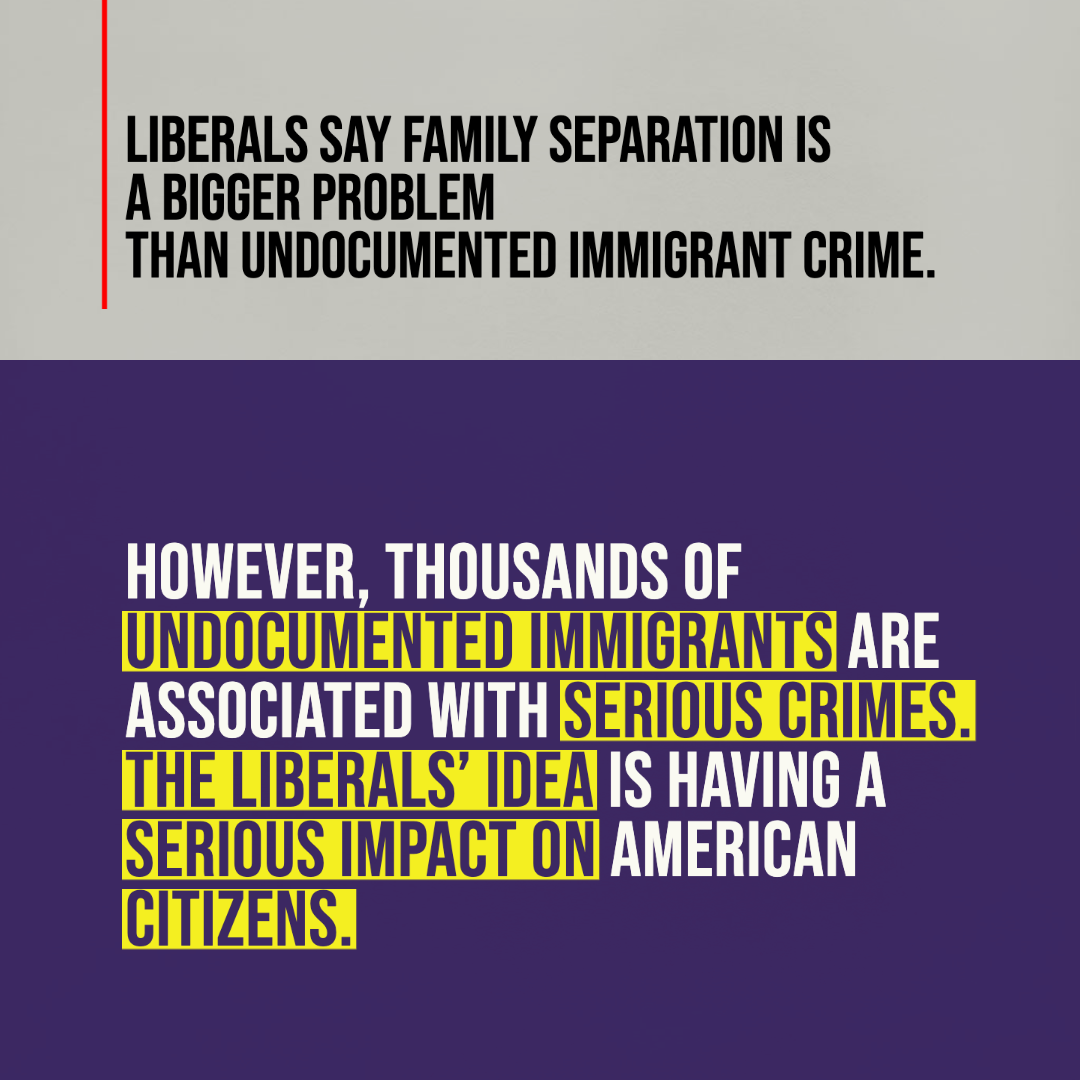 LIBERALS SAY FAMILY SEPARATION IS
A BIGGER PROBLEM
THAN UNDOCUMENTED IMMIGRANT CRIME.
HOWEVER, THOUSANDS OF
UNDOCUMENTED IMMIGRANTS ARE
ASSOCIATED WITH SERIOUS CRIMES.
THE LIBERALS’ IDEA IS HAVING A
SERIOUS IMPACT ON AMERICAN
CITIZENS.